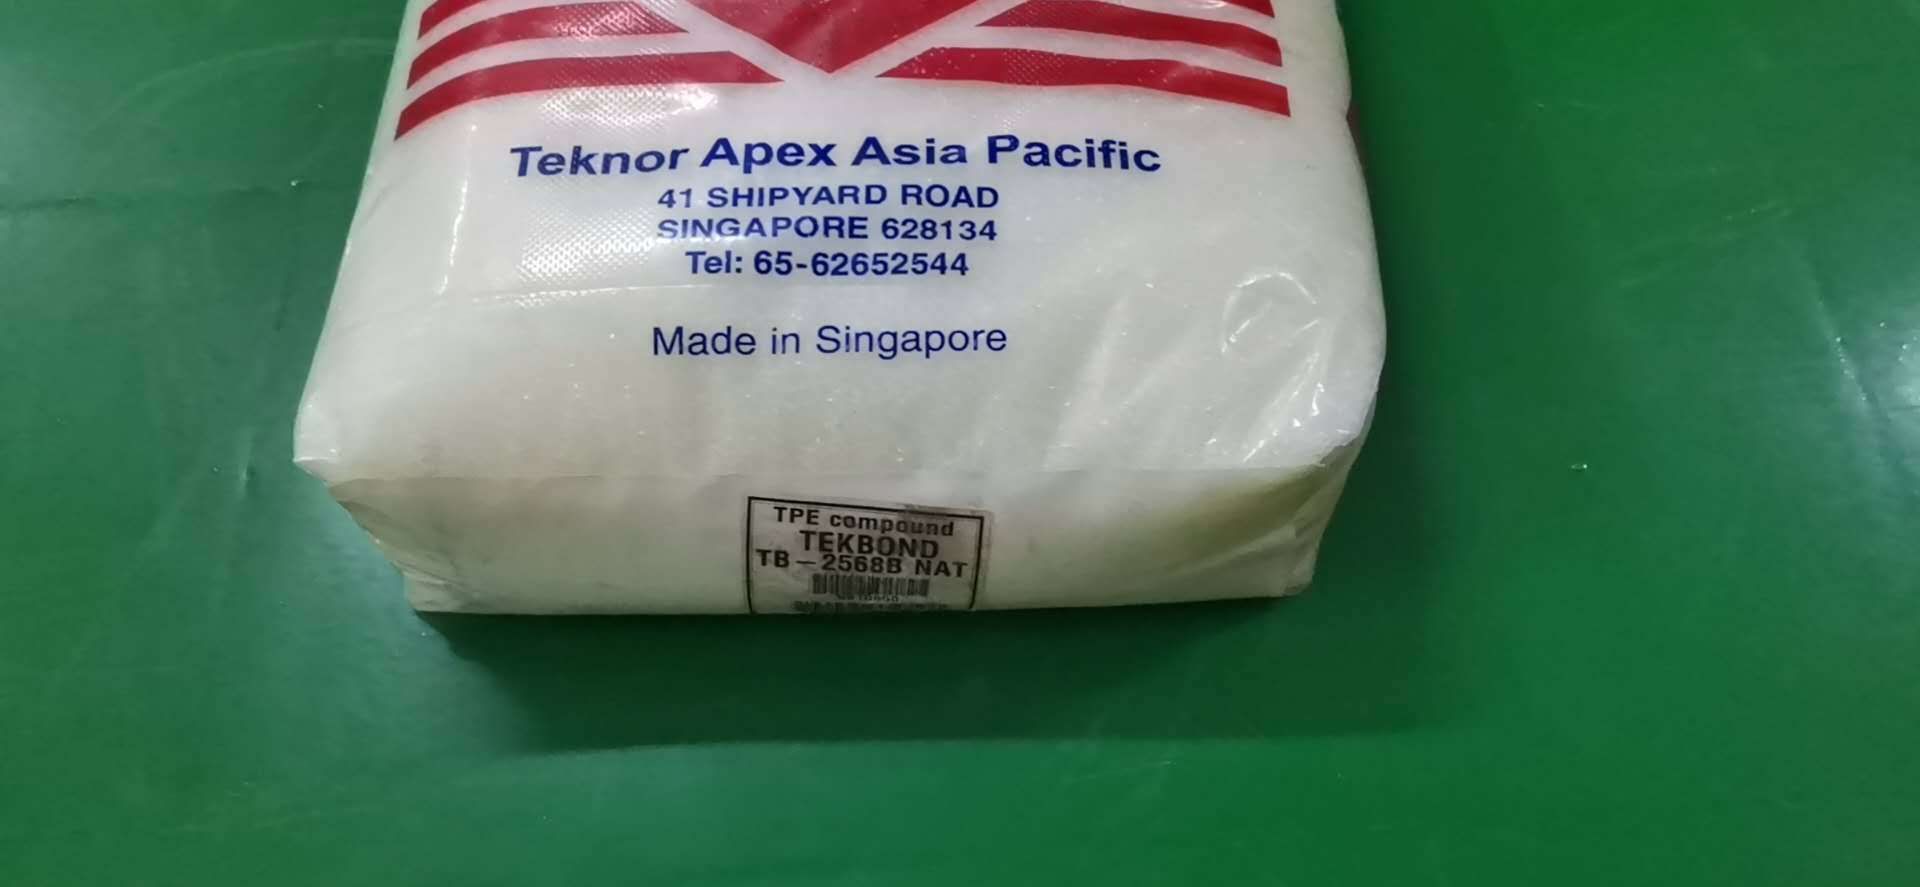 Teknor Apex Asia Pacific
41 SHIPYARD ROAD
SINGAPORE 628134
Tel: 65-62652544
Made in Singapore
TPE compound
TEKBOND
TB-2568B NAT